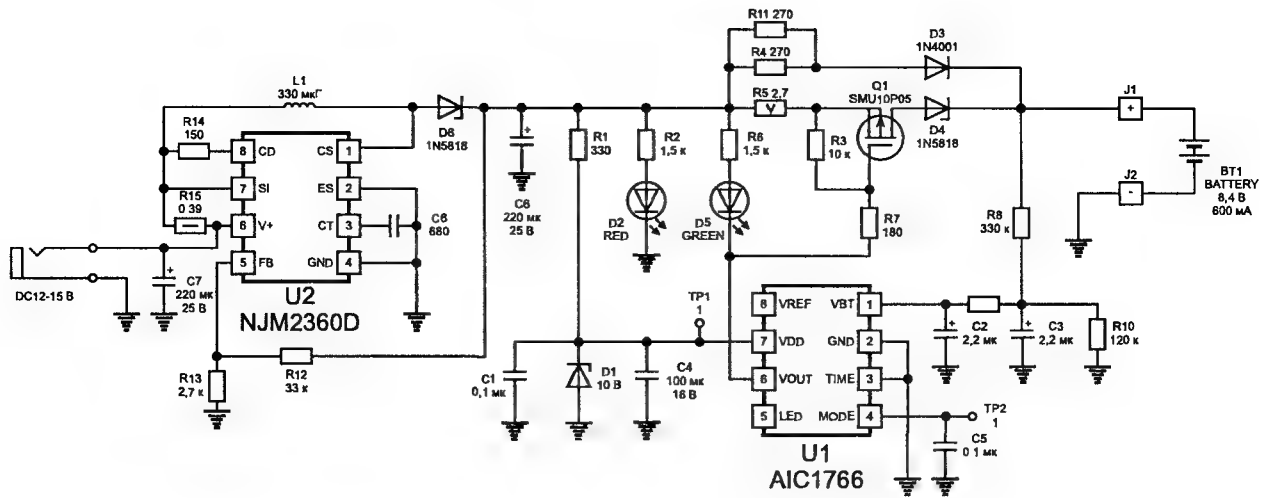 L1
330 мкГ
R14
150
8 CD
CS 1
7 SI
ES 2
R15
0 39
6 V+
CT 3
5 FB
GND 4
C6
680
U2
NJM2360D
DC12-15 В
+
C7
220 мк
25 В
R13
2,7 к
R12
33 к
D6
1N5818
+
C6
220 мк
25 В
R1
330
R2
1,5 к
D2
RED
R6
1,5 к
D5
GREEN
R11 270
R4 270
R5 2,7
V
R3
10 к
Q1
SMU10P05
D3
1N4001
D4
1N5818
R7
180
J1
+
J2
-
BT1
BATTERY
8,4 В
600 мА
R8
330 к
C1
0,1 мк
D1
10 В
C4
100 мк
16 В
TP1
1
8 VREF
VBT 1
7 VDD
GND 2
6 VOUT
TIME 3
5 LED
MODE 4
U1
AIC1766
+
C2
2,2 мк
+
C3
2,2 мк
R10
120 к
TP2
1
C5
0 1 мк